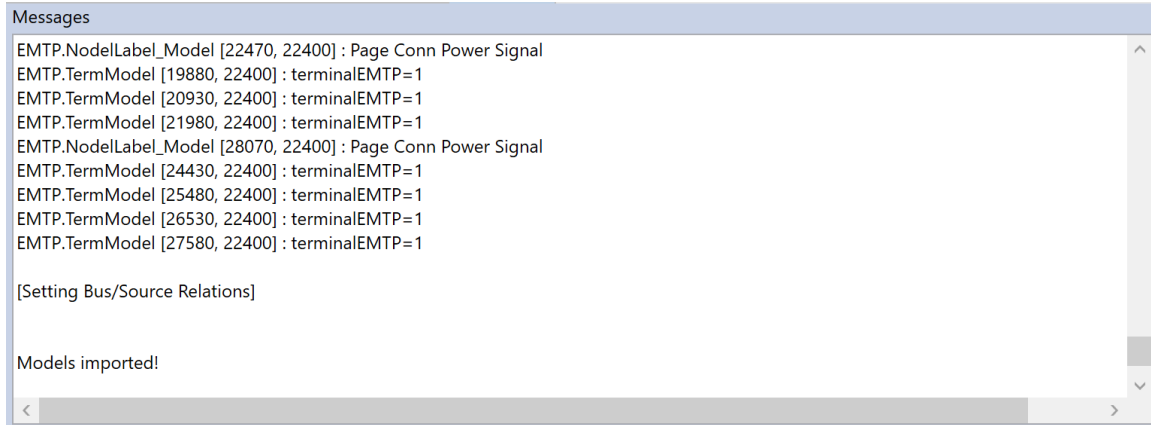 Messages
EMTP.NodelLabel_Model [22470, 22400] : Page Conn Power Signal
EMTP.TermModel [19880, 22400] : terminalEMTP=1
EMTP.TermModel [20930, 22400] : terminalEMTP=1
EMTP.TermModel [21980, 22400] : terminalEMTP=1
EMTP.NodelLabel_Model [28070, 22400] : Page Conn Power Signal
EMTP.TermModel [24430, 22400] : terminalEMTP=1
EMTP.TermModel [25480, 22400] : terminalEMTP=1
EMTP.TermModel [26530, 22400] : terminalEMTP=1
EMTP.TermModel [27580, 22400] : terminalEMTP=1
[Setting Bus/Source Relations]
Models imported!